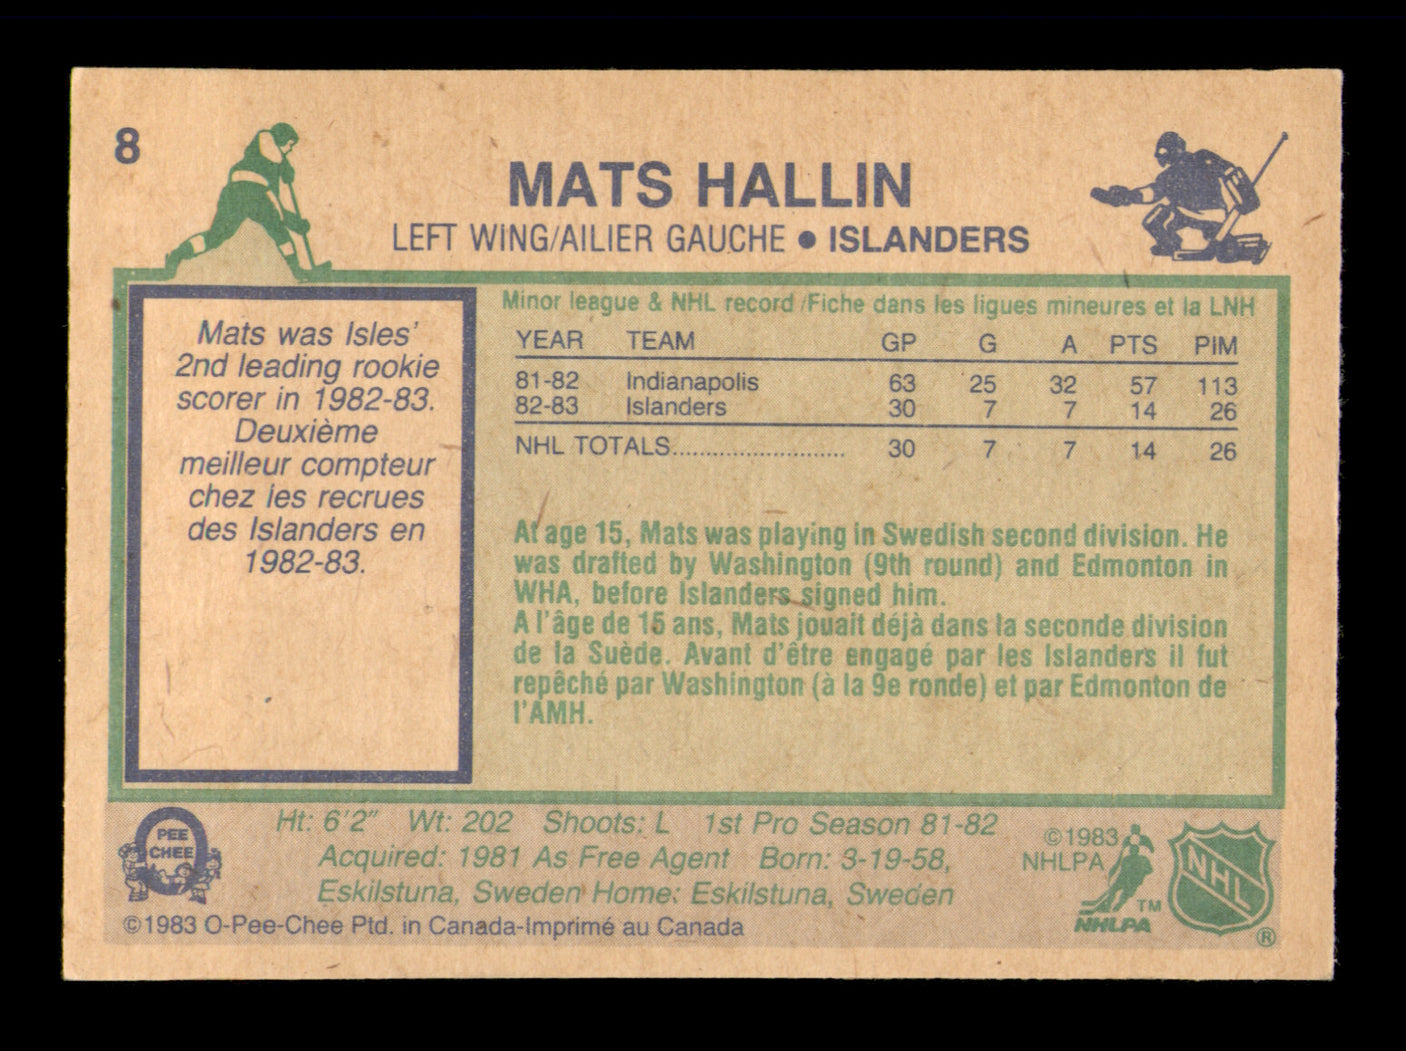 8
MATS HALLIN
LEFT WING/AILIER GAUCHE • ISLANDERS
Mats was Isles'
2nd leading rookie
scorer in 1982-83.
Deuxième
meilleur compteur
chez les recrues
des Islanders en
1982-83.
Minor league & NHL record /Fiche dans les ligues mineures et la LNH
YEAR TEAM GP G A PTS PIM
81-82 Indianapolis 63 25 32 57 113
82-83 Islanders 30 7 7 14 26
NHL TOTALS......................... 30 7 7 14 26
At age 15, Mats was playing in Swedish second division. He
was drafted by Washington (9th round) and Edmonton in
WHA, before Islanders signed him.
A l'âge de 15 ans, Mats jouait déjà dans la seconde division
de la Suède. Avant d'être engagé par les Islanders il fut
repêché par Washington (à la 9e ronde) et par Edmonton de
l'AMH.
PEE
CHEE
Ht: 6'2" Wt: 202 Shoots: L 1st Pro Season 81-82
Acquired: 1981 As Free Agent Born: 3-19-58,
Eskilstuna, Sweden Home: Eskilstuna, Sweden
©1983 O-Pee-Chee Ptd. in Canada-Imprimé au Canada
©1983
NHLPA
TM
NHLPA
NHL
®